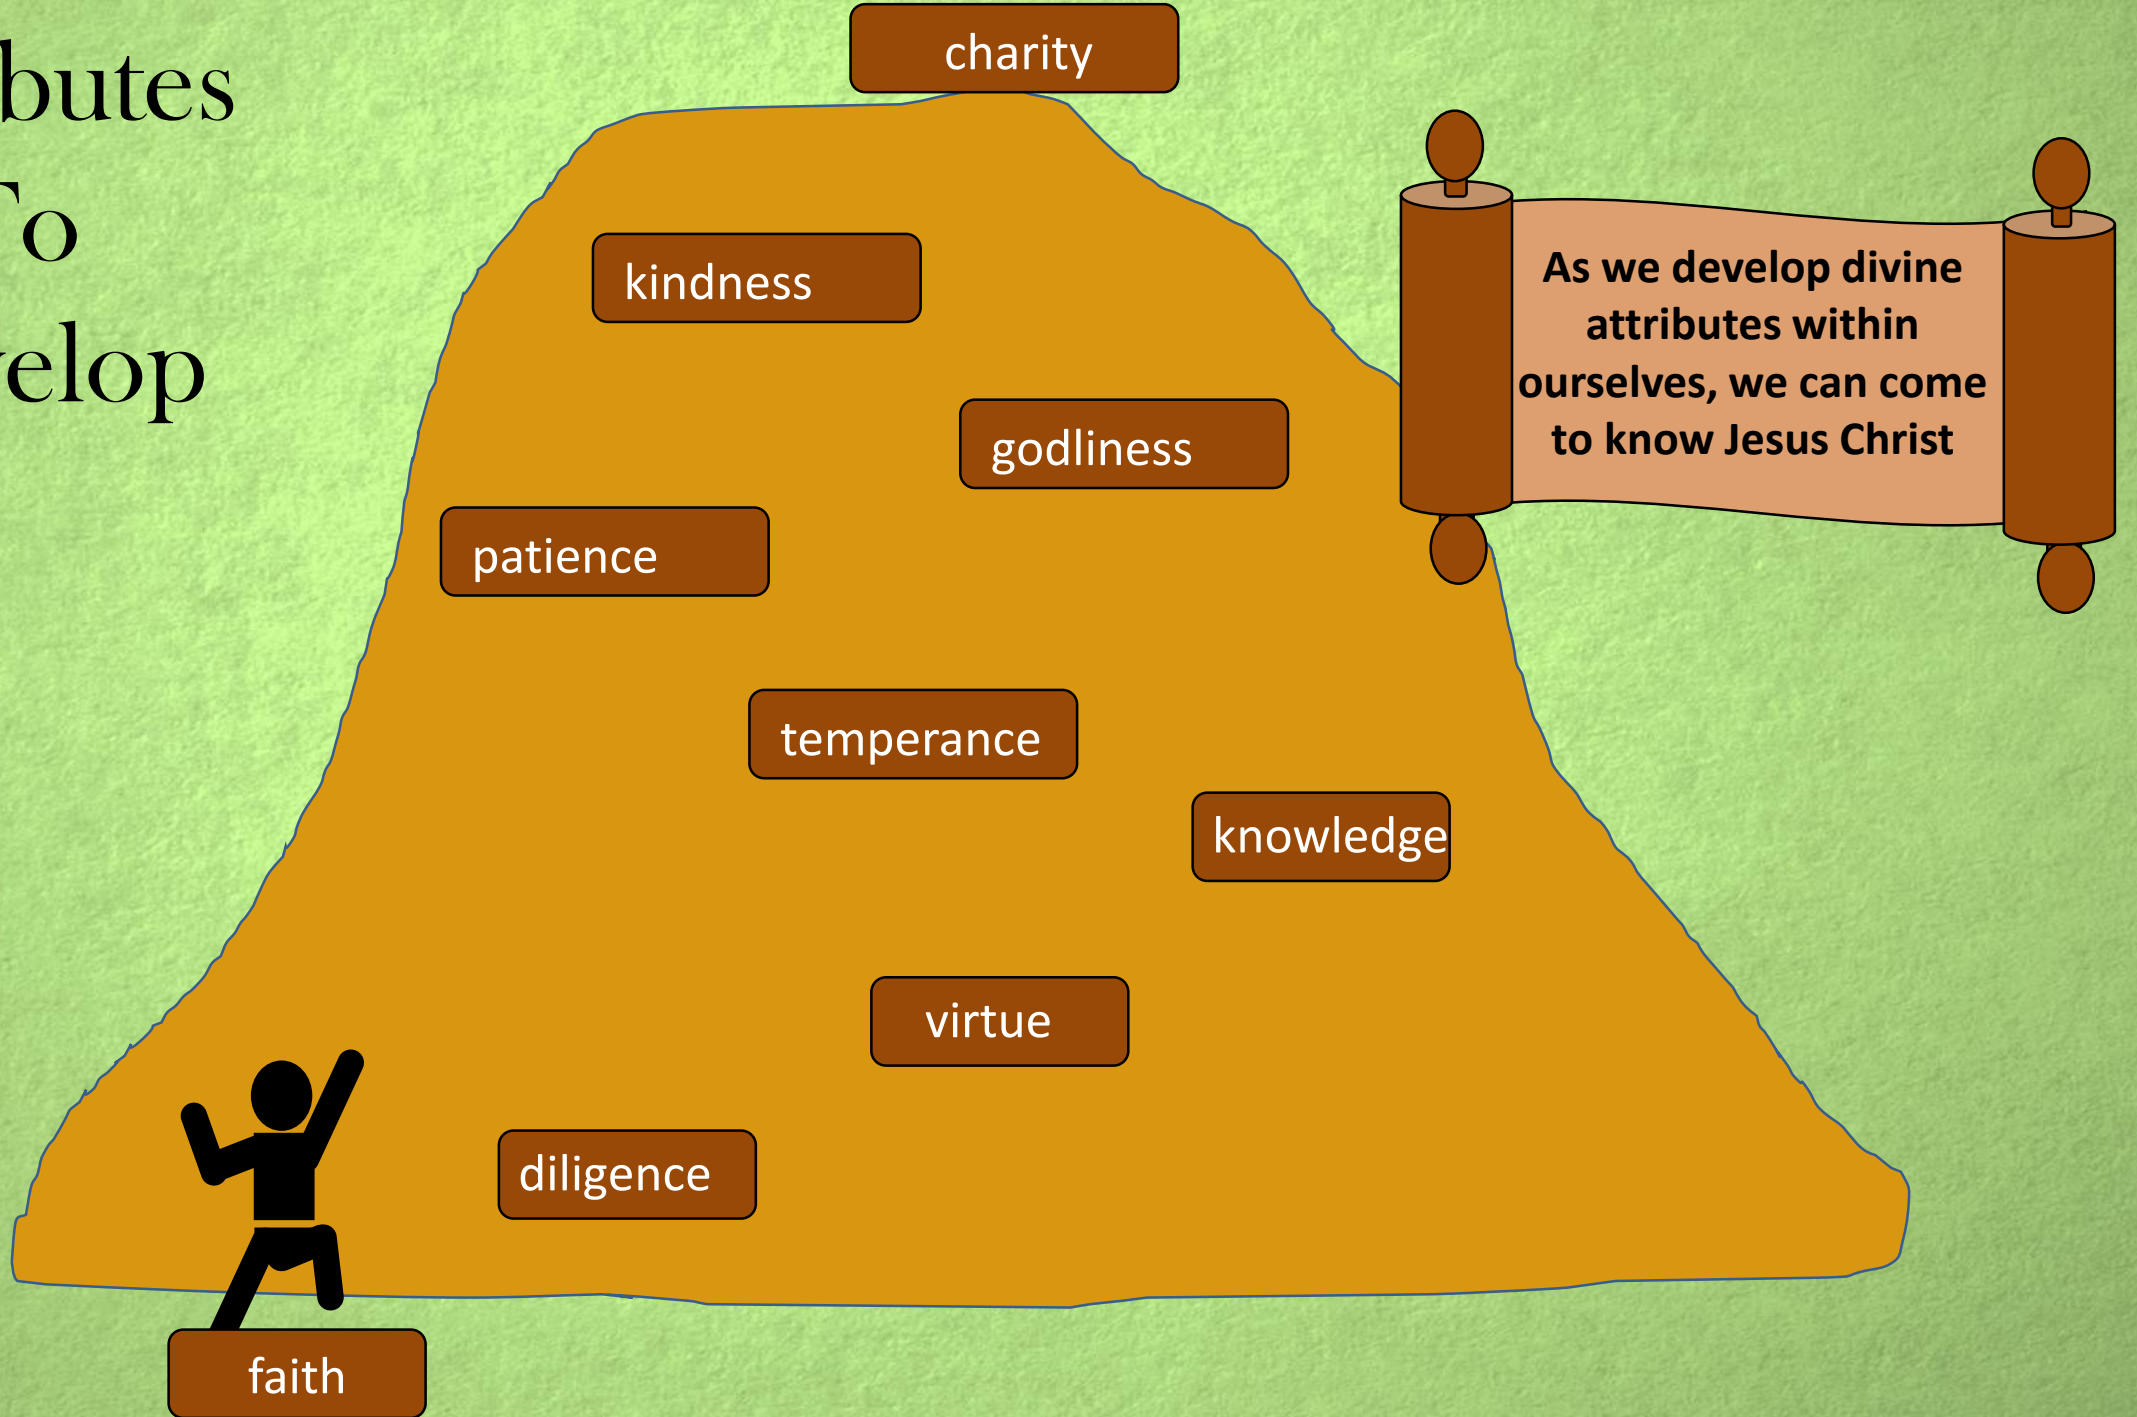 butes
To
velop
charity
kindness
As we develop divine
attributes within
ourselves, we can come
to know Jesus Christ
godliness
patience
temperance
knowledge
virtue
diligence
faith